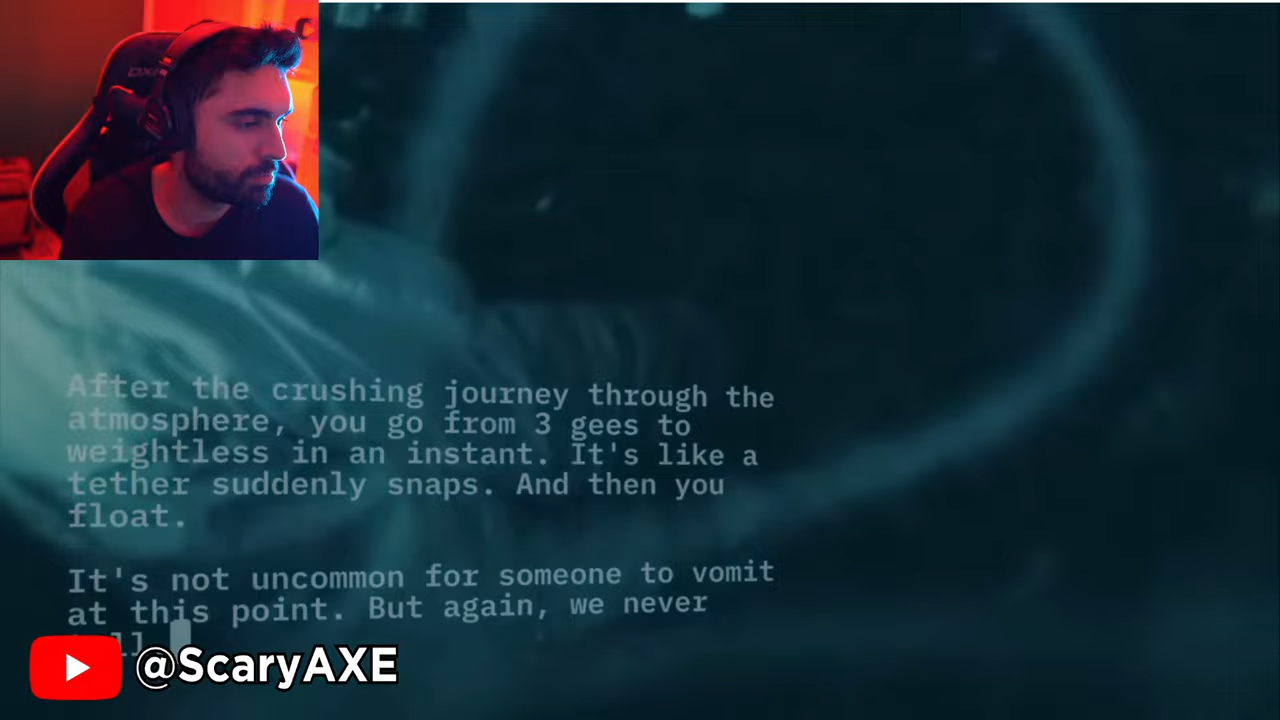 After the crushing journey through the
atmosphere, you go from 3 gees to
weightless in an instant. It's like a
tether suddenly snaps. And then you
float.
It's not uncommon for someone to vomit
at this point. But again, we never
@ScaryAXE